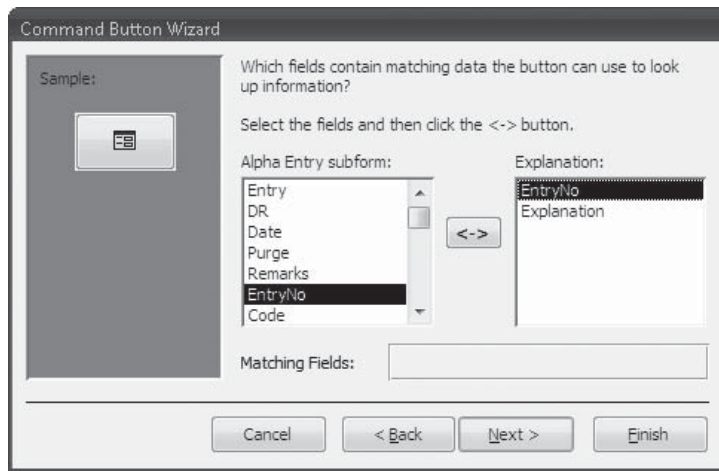 Command Button Wizard
Sample:
Which fields contain matching data the button can use to look
up information?
Select the fields and then click the <-> button.
Alpha Entry subform:
Explanation:
Entry
DR
Date
Purge
Remarks
EntryNo
Code
<->
EntryNo
Explanation
Matching Fields:
Cancel
< Back
Next >
Finish